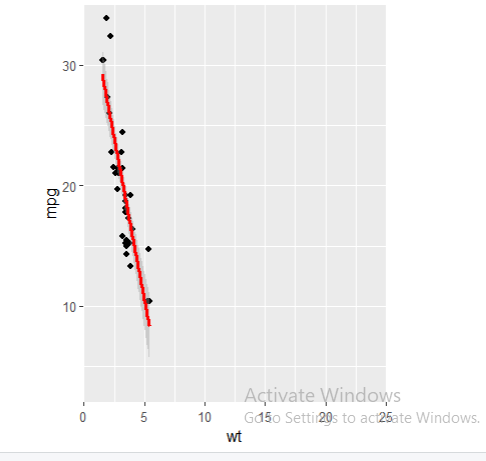 30
20
mpg
10
0 5 10 15 20 25
wt
Activate Windows
Go to Settings to activate Windows.